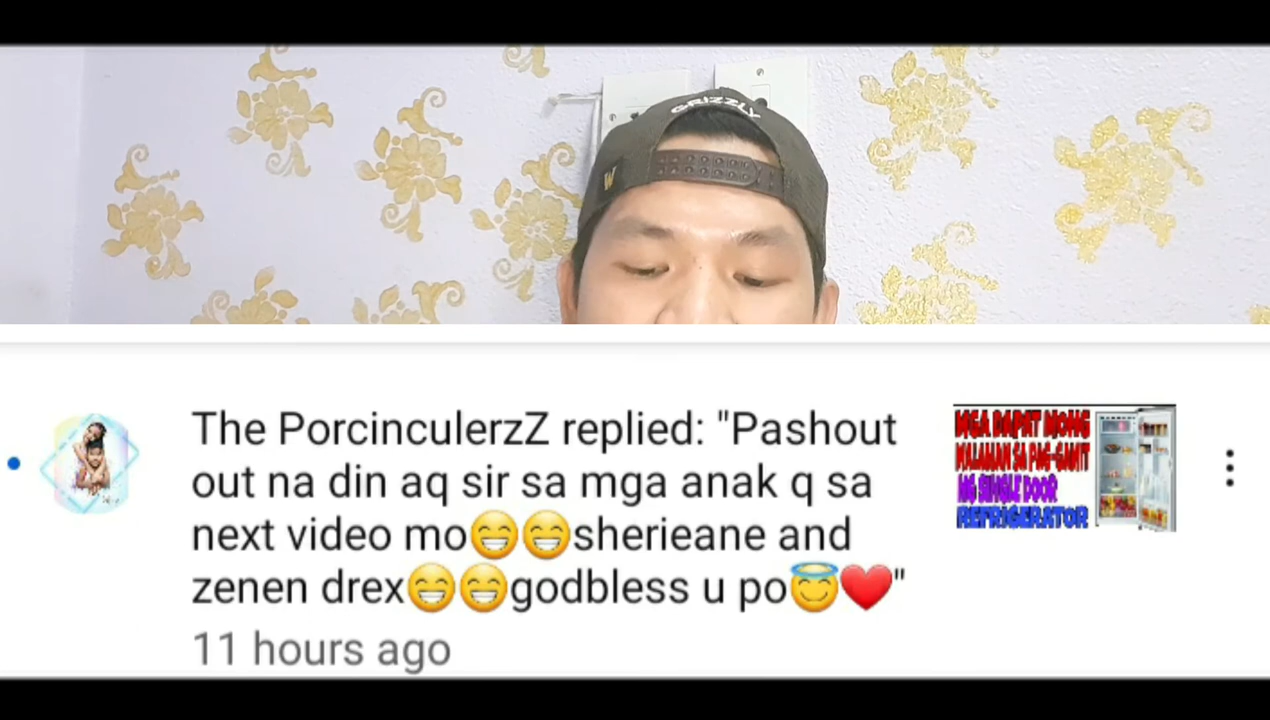 GRIZZLY
W
The PorcinculerzZ replied: "Pashout
out na din aq sir sa mga anak q sa
next video mo😁😁sherieane and
zenen drex😁😁godbless u po😇❤️"
11 hours ago
MGA DAPAT MONG
MALAMAN SA PAG-GAMIT
NG SINGLE DOOR
REFRIGERATOR